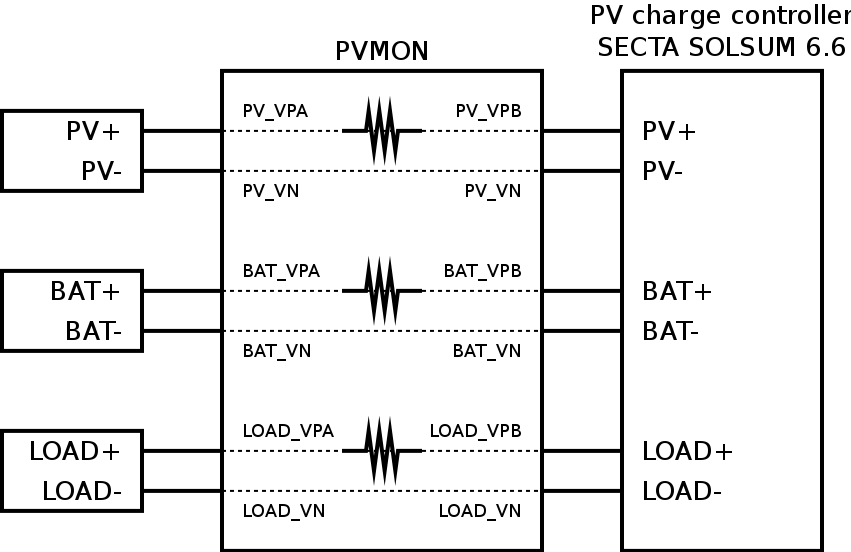 PV charge controller
SECTA SOLSUM 6.6
PVMON
PV_VPA PV_VPB
PV+ PV+
PV- PV-
PV_VN PV_VN
BAT_VPA BAT_VPB
BAT+ BAT+
BAT- BAT-
BAT_VN BAT_VN
LOAD_VPA LOAD_VPB
LOAD+ LOAD+
LOAD- LOAD-
LOAD_VN LOAD_VN